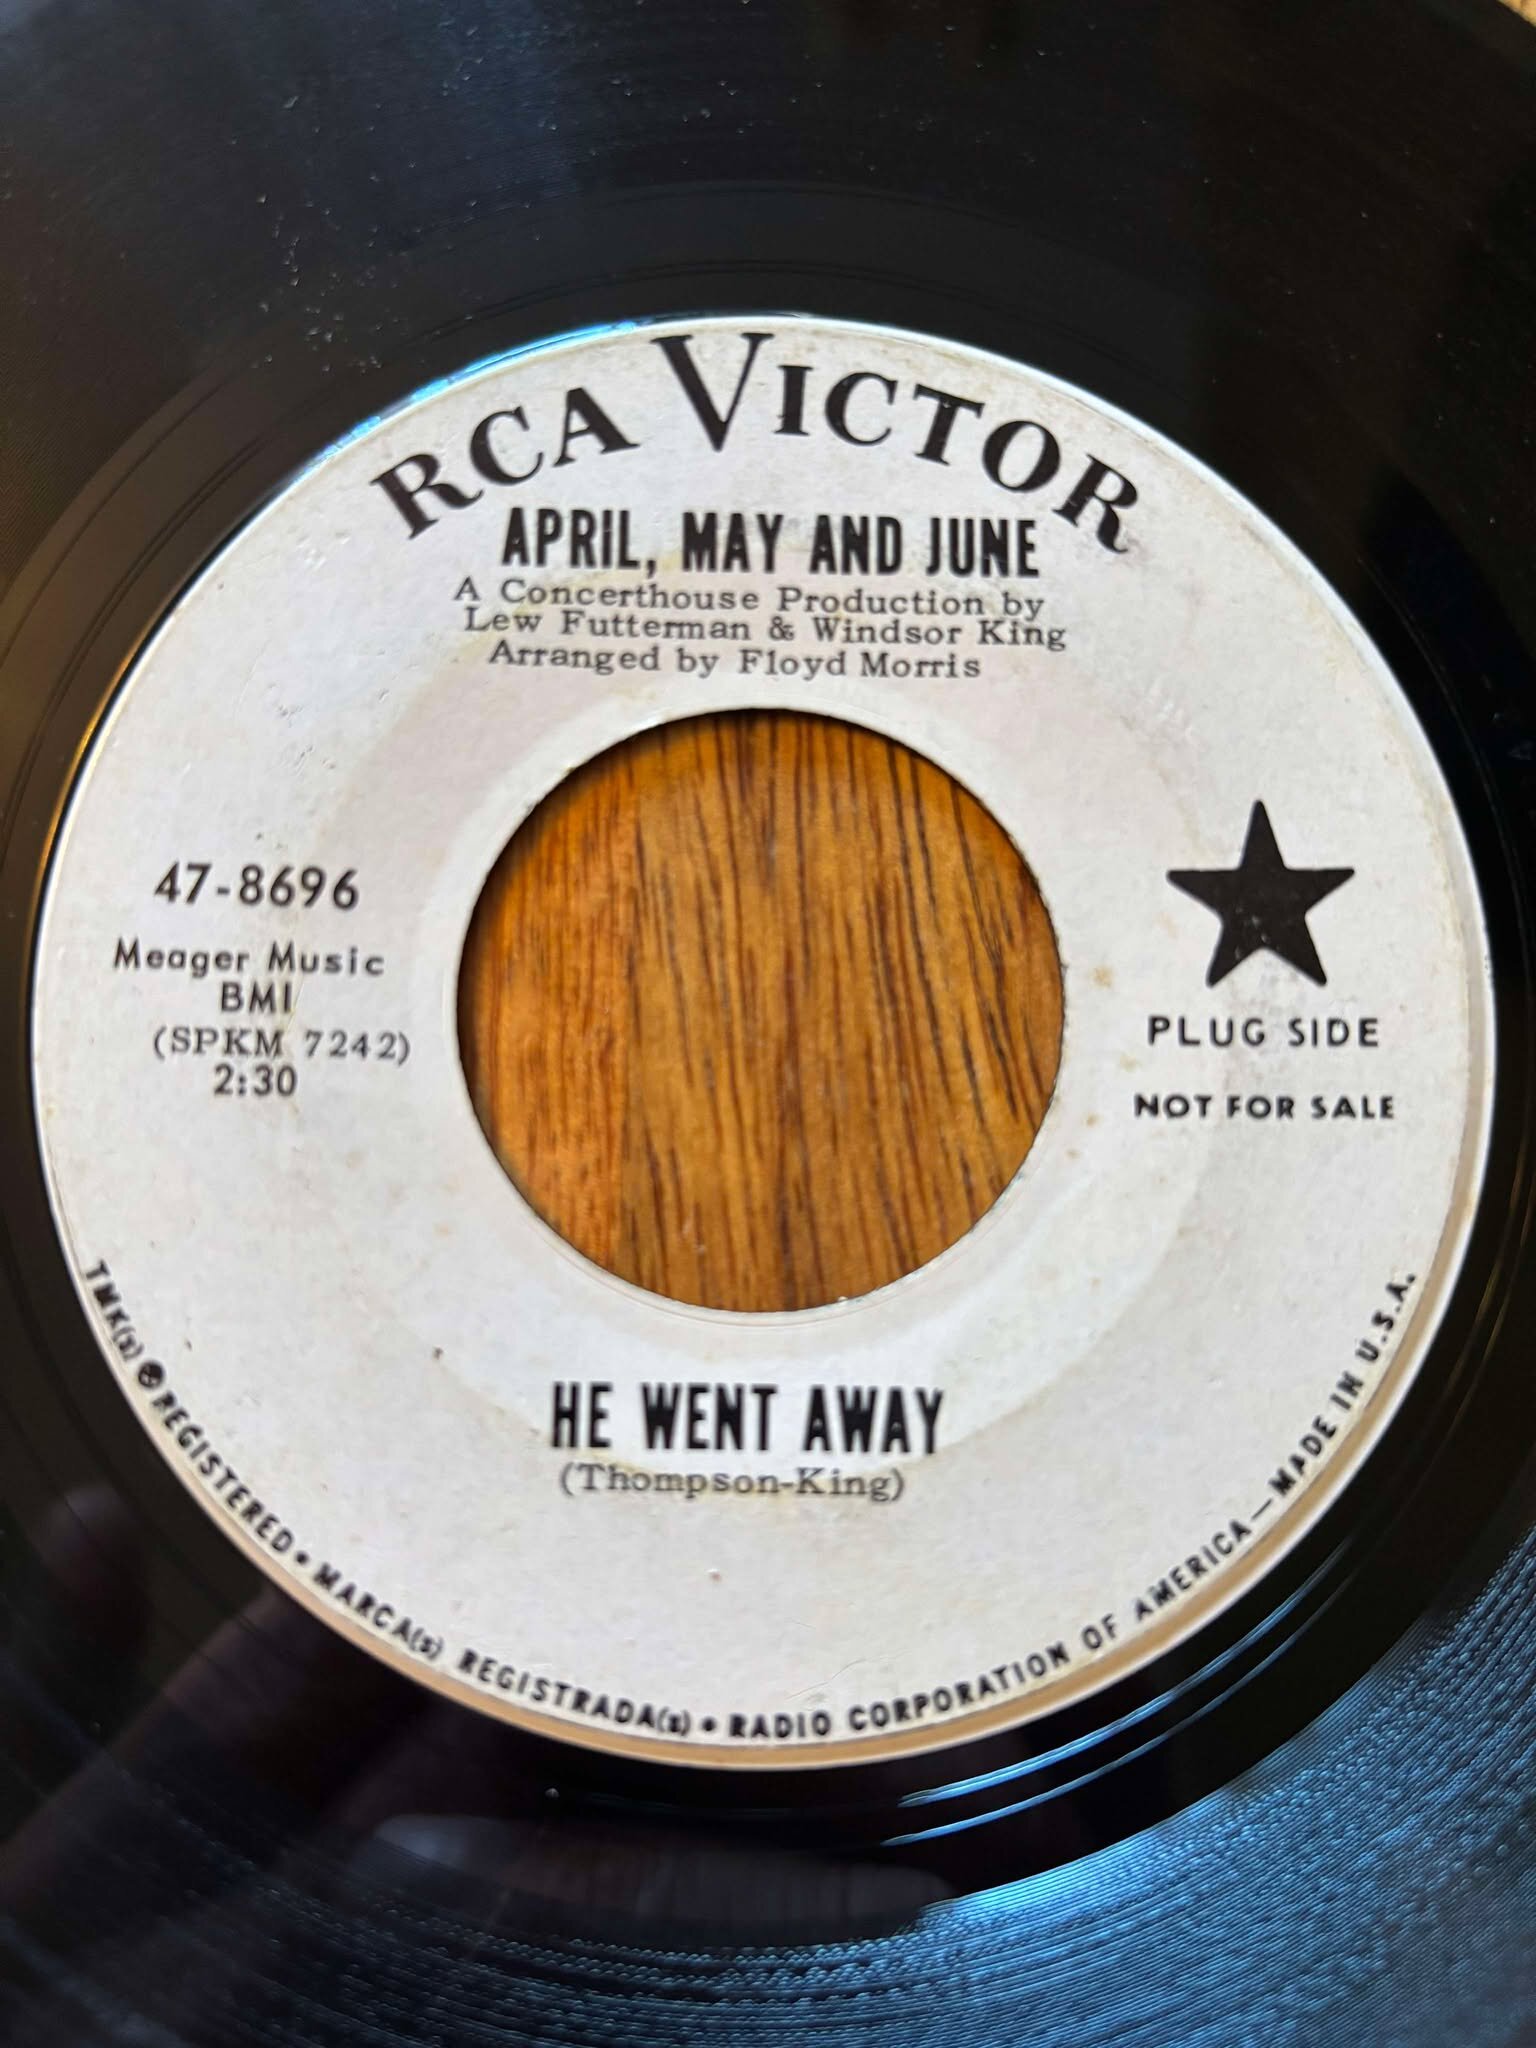 RCA VICTOR
APRIL, MAY AND JUNE
A Concerthouse Production by
Lew Futterman & Windsor King
Arranged by Floyd Morris
47-8696
Meager Music
BMI
(SPKM 7242)
2:30
PLUG SIDE
NOT FOR SALE
HE WENT AWAY
(Thompson-King)
TMK(s) ® REGISTERED • MARCA(s) REGISTRADA(s) • RADIO CORPORATION OF AMERICA—MADE IN U.S.A.